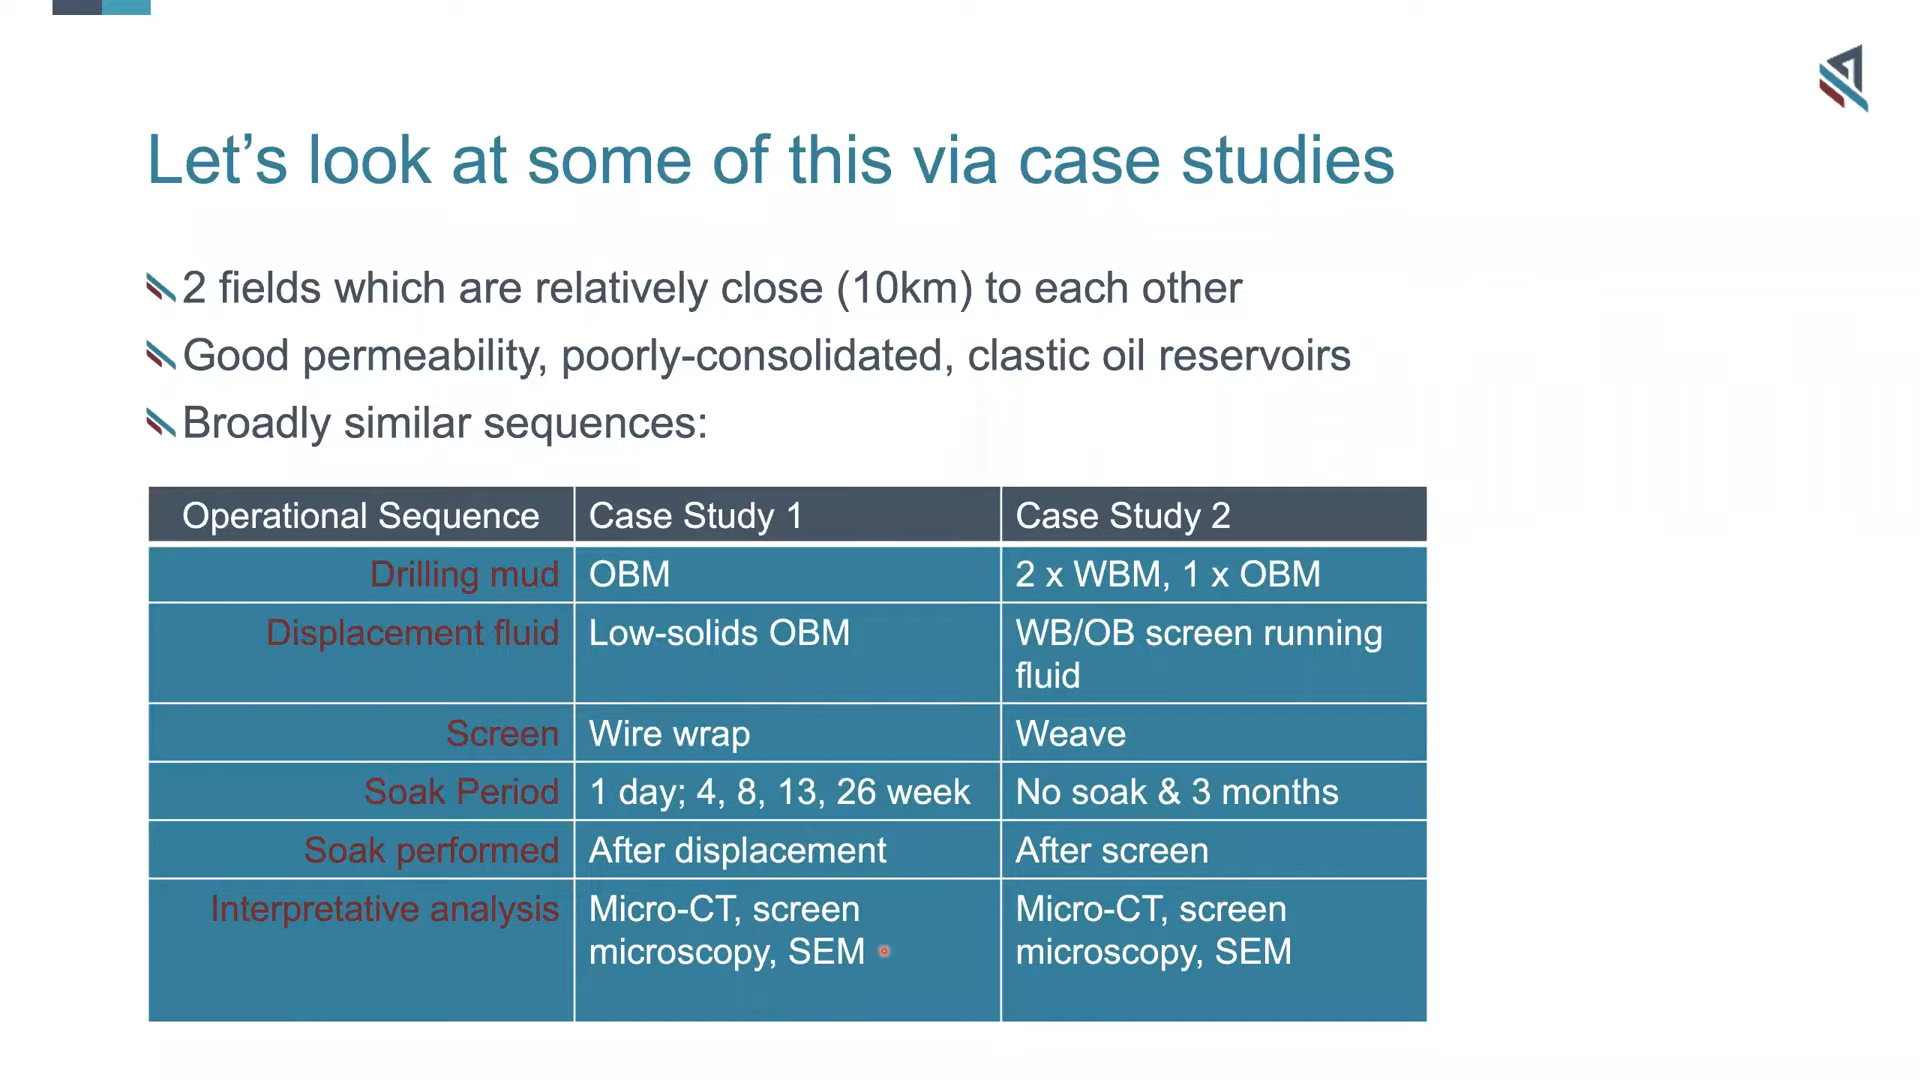 Let’s look at some of this via case studies
2 fields which are relatively close (10km) to each other
Good permeability, poorly-consolidated, clastic oil reservoirs
Broadly similar sequences:
Operational Sequence Case Study 1 Case Study 2
Drilling mud OBM 2 x WBM, 1 x OBM
Displacement fluid Low-solids OBM WB/OB screen running
fluid
Screen Wire wrap Weave
Soak Period 1 day; 4, 8, 13, 26 week No soak & 3 months
Soak performed After displacement After screen
Interpretative analysis Micro-CT, screen Micro-CT, screen
microscopy, SEM microscopy, SEM